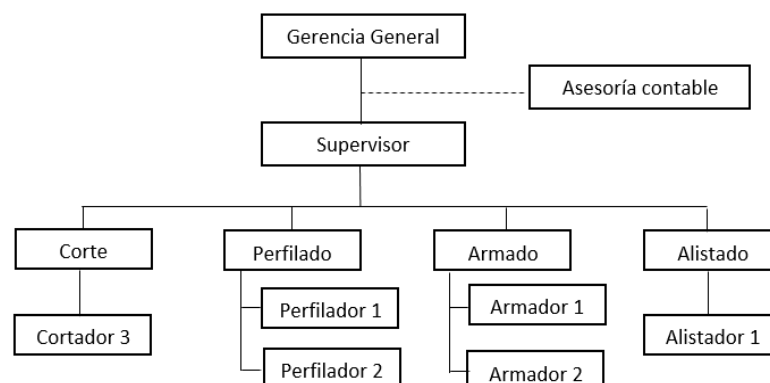 Gerencia General
Asesoría contable
Supervisor
Corte
Perfilado
Armado
Alistado
Cortador 3
Perfilador 1
Armador 1
Alistador 1
Perfilador 2
Armador 2